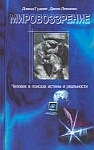 Дэвид Гудинг, Джон Леннокс
МИРОВОЗЗРЕНИЕ
Человек в поисках истины и реальности